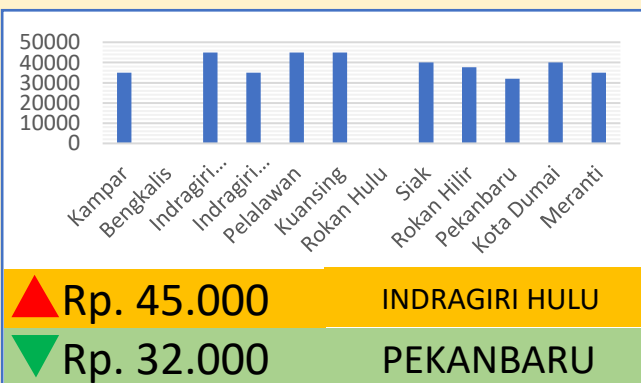 50000
40000
30000
20000
10000
0
Kampar
Bengkalis
Indragiri...
Indragiri...
Pelalawan
Kuansing
Rokan Hulu
Siak
Rokan Hilir
Pekanbaru
Kota Dumai
Meranti
Rp. 45.000 INDRAGIRI HULU
Rp. 32.000 PEKANBARU